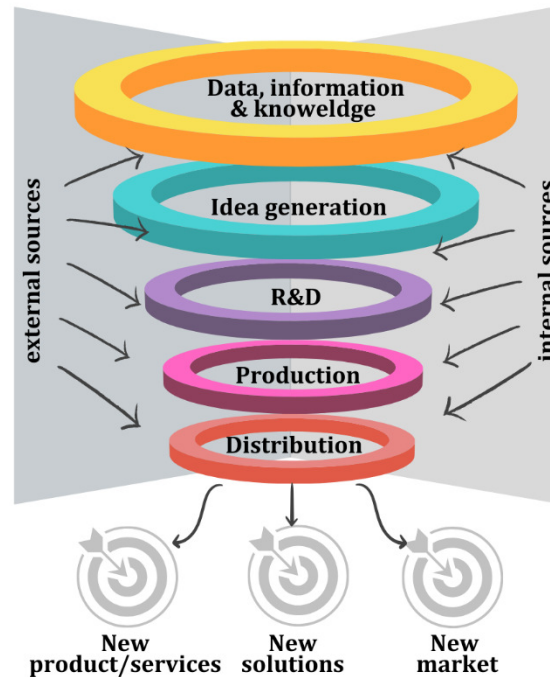 Data, information
& knoweldge
external sources
internal sources
Idea generation
R&D
Production
Distribution
New
product/services
New
solutions
New
market